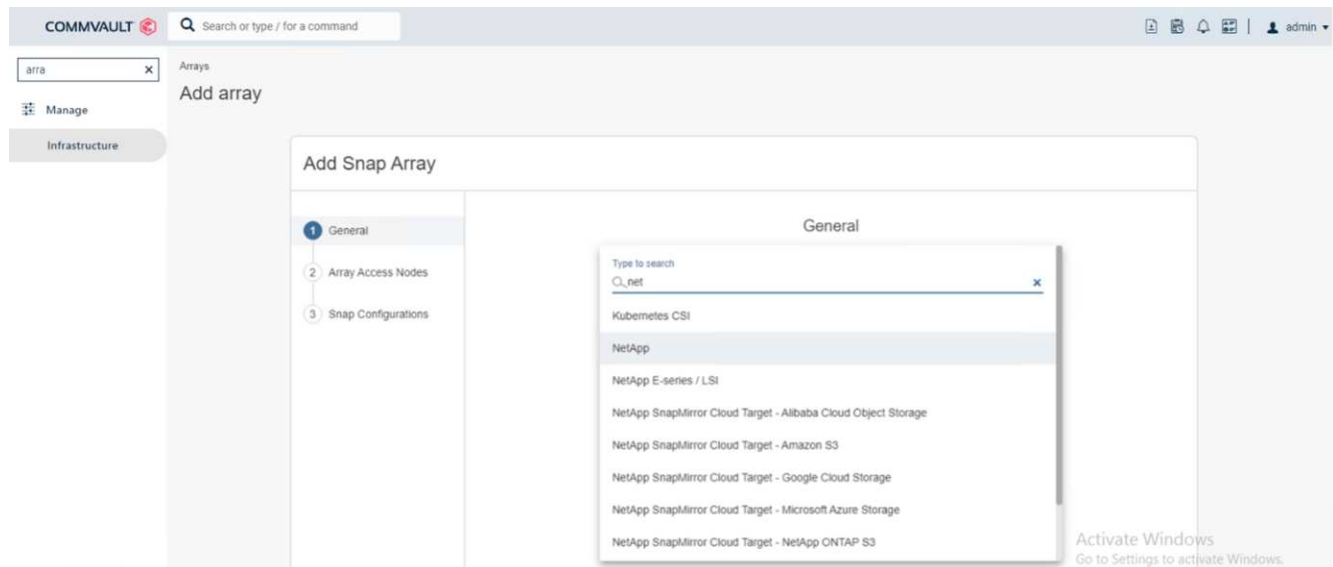 COMMVAULT
Search or type / for a command
admin
arra
Manage
Infrastructure
Arrays
Add array
Add Snap Array
1 General
2 Array Access Nodes
3 Snap Configurations
General
Type to search
net
Kubernetes CSI
NetApp
NetApp E-series / LSI
NetApp SnapMirror Cloud Target - Alibaba Cloud Object Storage
NetApp SnapMirror Cloud Target - Amazon S3
NetApp SnapMirror Cloud Target - Google Cloud Storage
NetApp SnapMirror Cloud Target - Microsoft Azure Storage
NetApp SnapMirror Cloud Target - NetApp ONTAP S3
Activate Windows
Go to Settings to activate Windows.